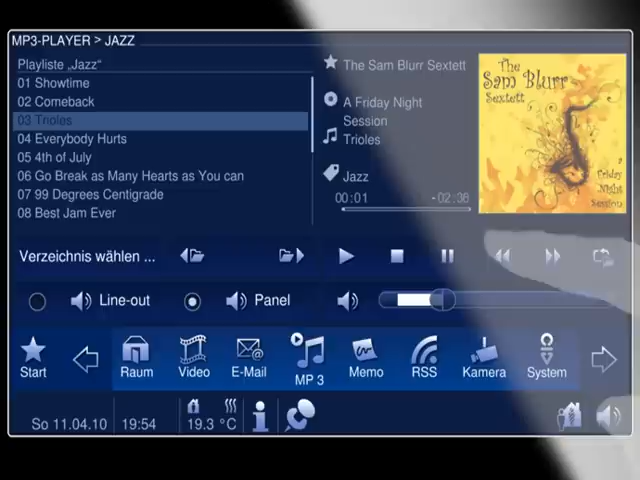 MP3-PLAYER > JAZZ
Playliste „Jazz“
01 Showtime
02 Comeback
03 Trioles
04 Everybody Hurts
05 4th of July
06 Go Break as Many Hearts as You can
07 99 Degrees Centigrade
08 Best Jam Ever
The Sam Blurr Sextett
A Friday Night
Session
Trioles
Jazz
00:01 -02:36
The
Sam Blurr
Sextett
a
Friday
Night
Session
Verzeichnis wählen ...
Line-out Panel
Start Raum Video E-Mail MP 3 Memo RSS Kamera System
So 11.04.10 19:54 19.3 °C